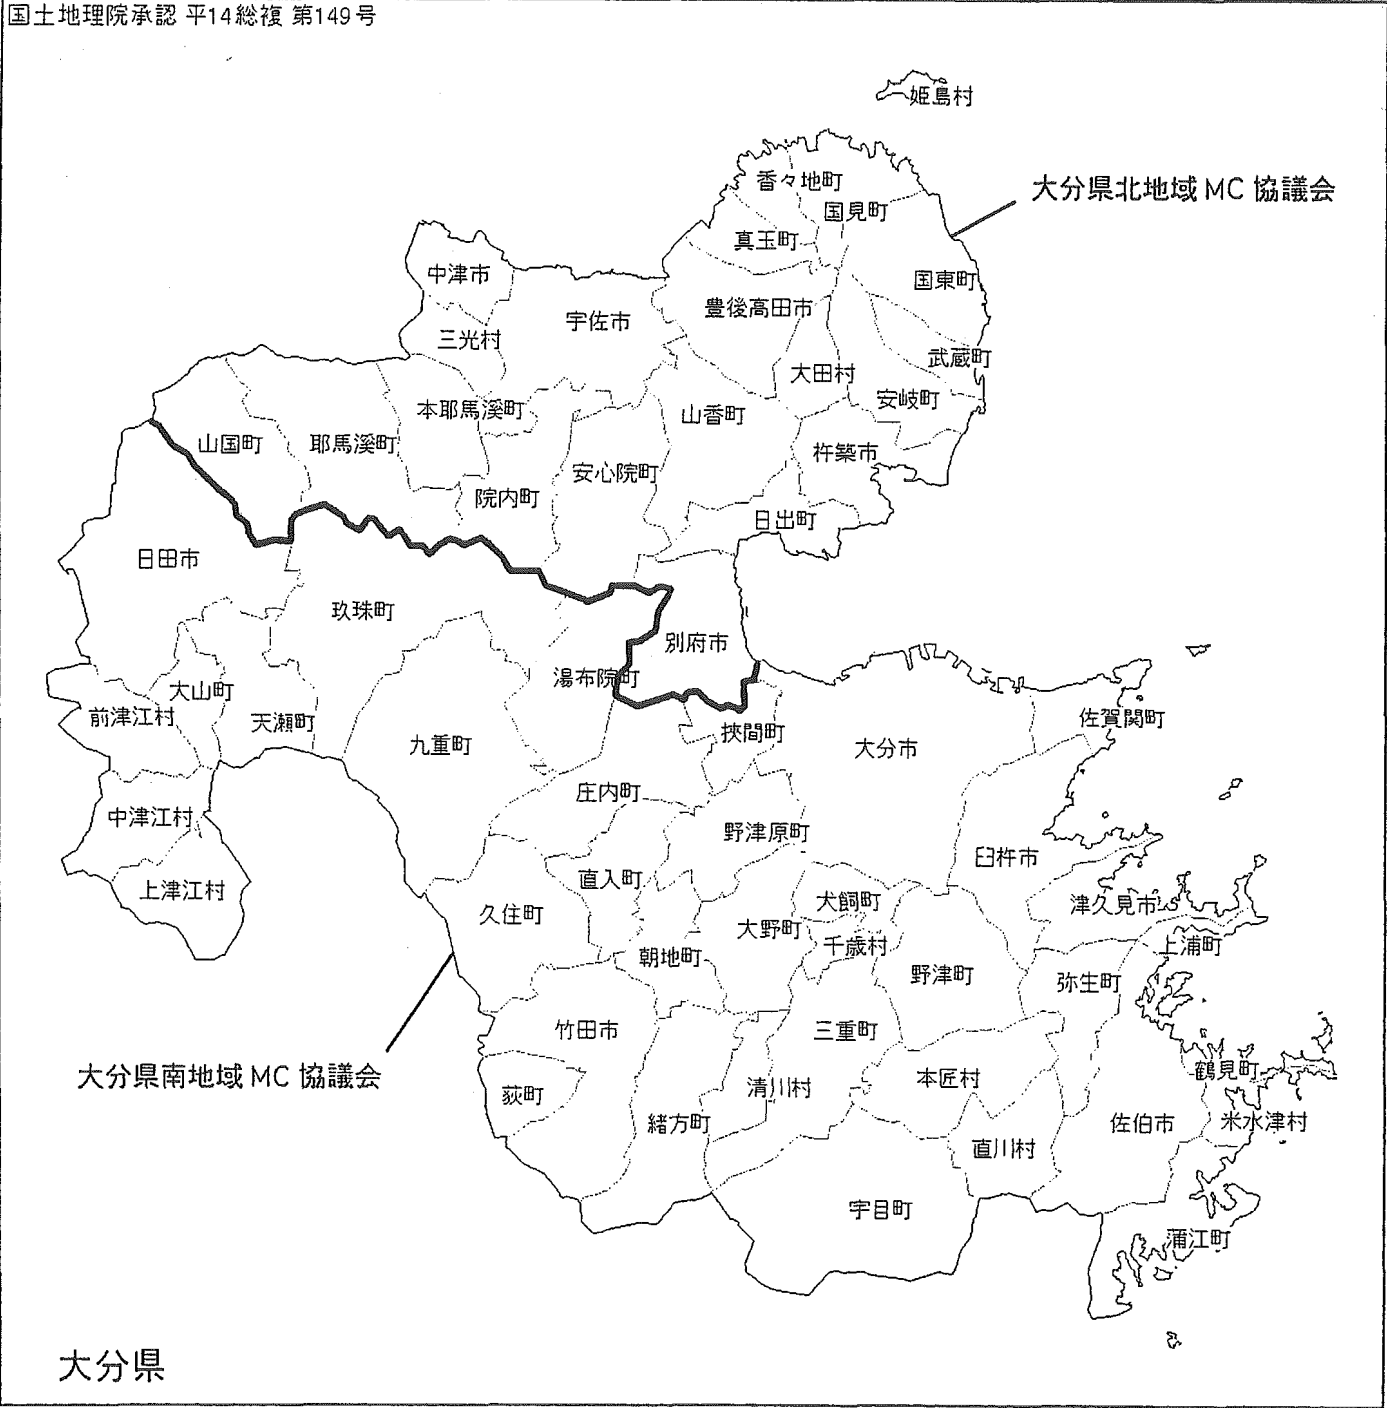 国土地理院承認 平14総複 第149号
姫島村
香々地町
大分県北地域MC協議会
国見町
真玉町
中津市
国東町
豊後高田市
宇佐市
三光村
武蔵町
大田村
安岐町
本耶馬溪町
山香町
山国町
耶馬溪町
杵築市
安心院町
院内町
日出町
日田市
玖珠町
別府市
湯布院町
大山町
前津江村
天瀬町
佐賀関町
挾間町
九重町
大分市
庄内町
中津江村
野津原町
臼杵市
直入町
上津江村
犬飼町
津久見市
久住町
大野町
千歳村
上浦町
朝地町
野津町
弥生町
竹田市
三重町
鶴見町
大分県南地域MC協議会
本匠村
清川村
荻町
緒方町
佐伯市
米水津村
直川村
宇目町
蒲江町
大分県